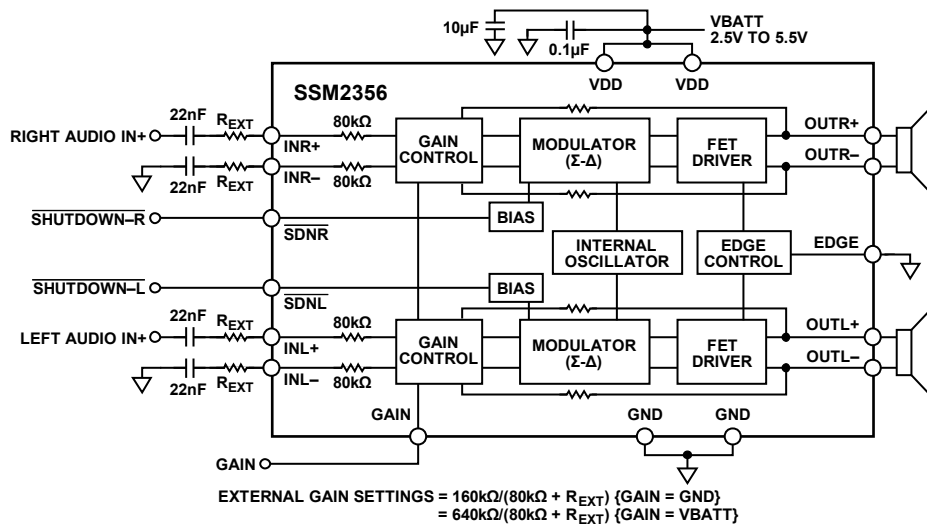 10µF
0.1µF
VBATT
2.5V TO 5.5V
VDD
VDD
SSM2356
22nF
REXT
80kΩ
RIGHT AUDIO IN+
INR+
GAIN
CONTROL
MODULATOR
(Σ-Δ)
FET
DRIVER
OUTR+
OUTR–
22nF
REXT
INR–
80kΩ
SHUTDOWN–R
SDNR
BIAS
INTERNAL
OSCILLATOR
EDGE
CONTROL
EDGE
SHUTDOWN–L
SDNL
BIAS
22nF
REXT
80kΩ
LEFT AUDIO IN+
INL+
GAIN
CONTROL
MODULATOR
(Σ-Δ)
FET
DRIVER
OUTL+
OUTL–
22nF
REXT
INL–
80kΩ
GAIN
GND
GND
GAIN
EXTERNAL GAIN SETTINGS = 160kΩ/(80kΩ + REXT) {GAIN = GND}
= 640kΩ/(80kΩ + REXT) {GAIN = VBATT}